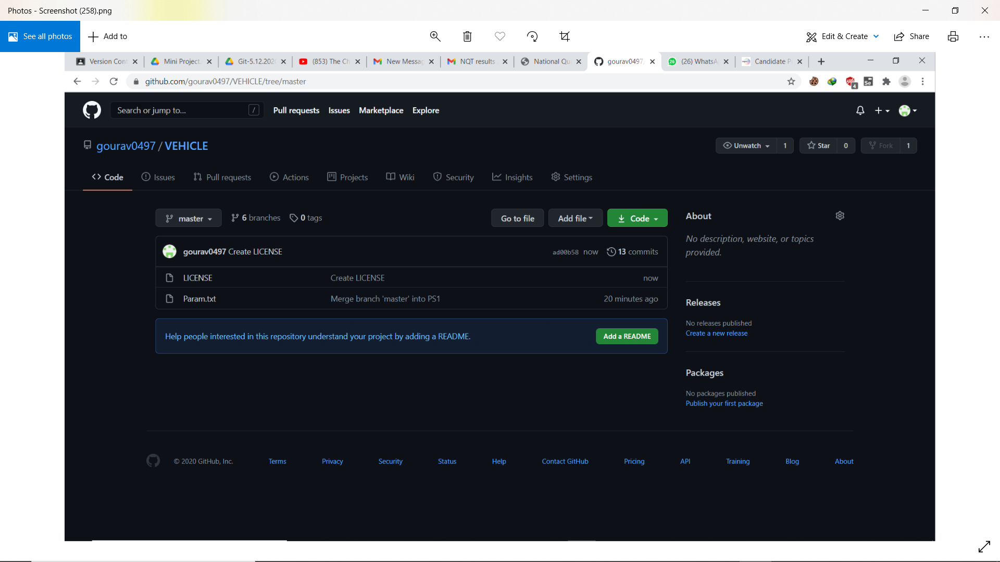 Photos - Screenshot (258).png
See all photos
Add to
Edit & Create
Share
Version Cont
Mini Project.
Git-5.12.202
(853) The Ch
New Messag
NQT results
National Qu
gourav0497/
(26) WhatsA
Candidate P
github.com/gourav0497/VEHICLE/tree/master
4
Se
Search or jump to...
/
Pull requests
Issues
Marketplace
Explore
gourav0497 / VEHICLE
Unwatch 1
Star 0
Fork 1
Code
Issues
Pull requests
Actions
Projects
Wiki
Security
Insights
Settings
master
6 branches
0 tags
Go to file
Add file
Code
gourav0497 Create LICENSE
ad00b58 now
13 commits
LICENSE
Create LICENSE
now
Param.txt
Merge branch 'master' into PS1
20 minutes ago
Help people interested in this repository understand your project by adding a README.
Add a README
About
No description, website, or topics
provided.
Releases
No releases published
Create a new release
Packages
No packages published
Publish your first package
© 2020 GitHub, Inc.
Terms
Privacy
Security
Status
Help
Contact GitHub
Pricing
API
Training
Blog
About